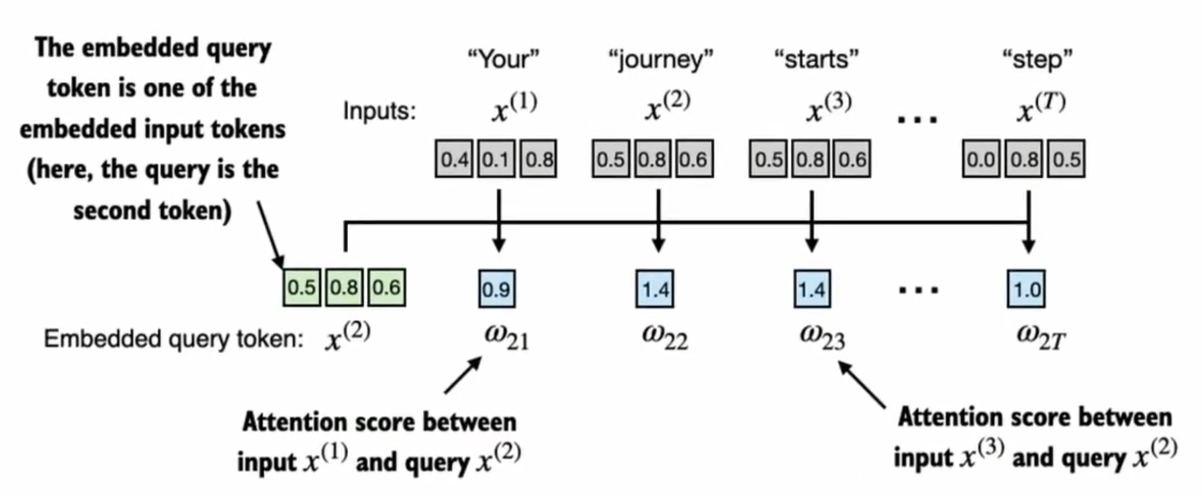 The embedded query
token is one of the
embedded input tokens
(here, the query is the
second token)
“Your” “journey” “starts” “step”
Inputs: x(1) x(2) x(3) ... x(T)
0.4 0.1 0.8 0.5 0.8 0.6 0.5 0.8 0.6 0.0 0.8 0.5
0.5 0.8 0.6 0.9 1.4 1.4 ... 1.0
Embedded query token: x(2) ω21 ω22 ω23 ω2T
Attention score between
input x(1) and query x(2)
Attention score between
input x(3) and query x(2)